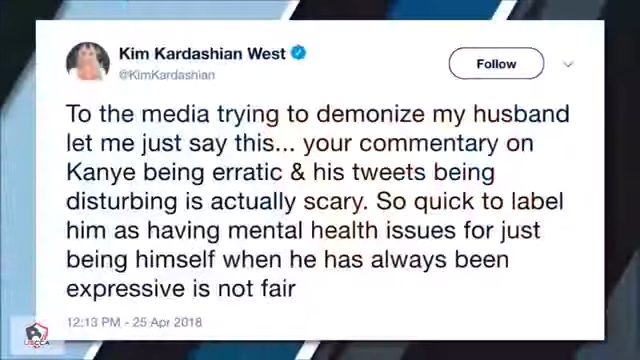 Kim Kardashian West
@KimKardashian
Follow
To the media trying to demonize my husband
let me just say this... your commentary on
Kanye being erratic & his tweets being
disturbing is actually scary. So quick to label
him as having mental health issues for just
being himself when he has always been
expressive is not fair
12:13 PM - 25 Apr 2018
USCCA